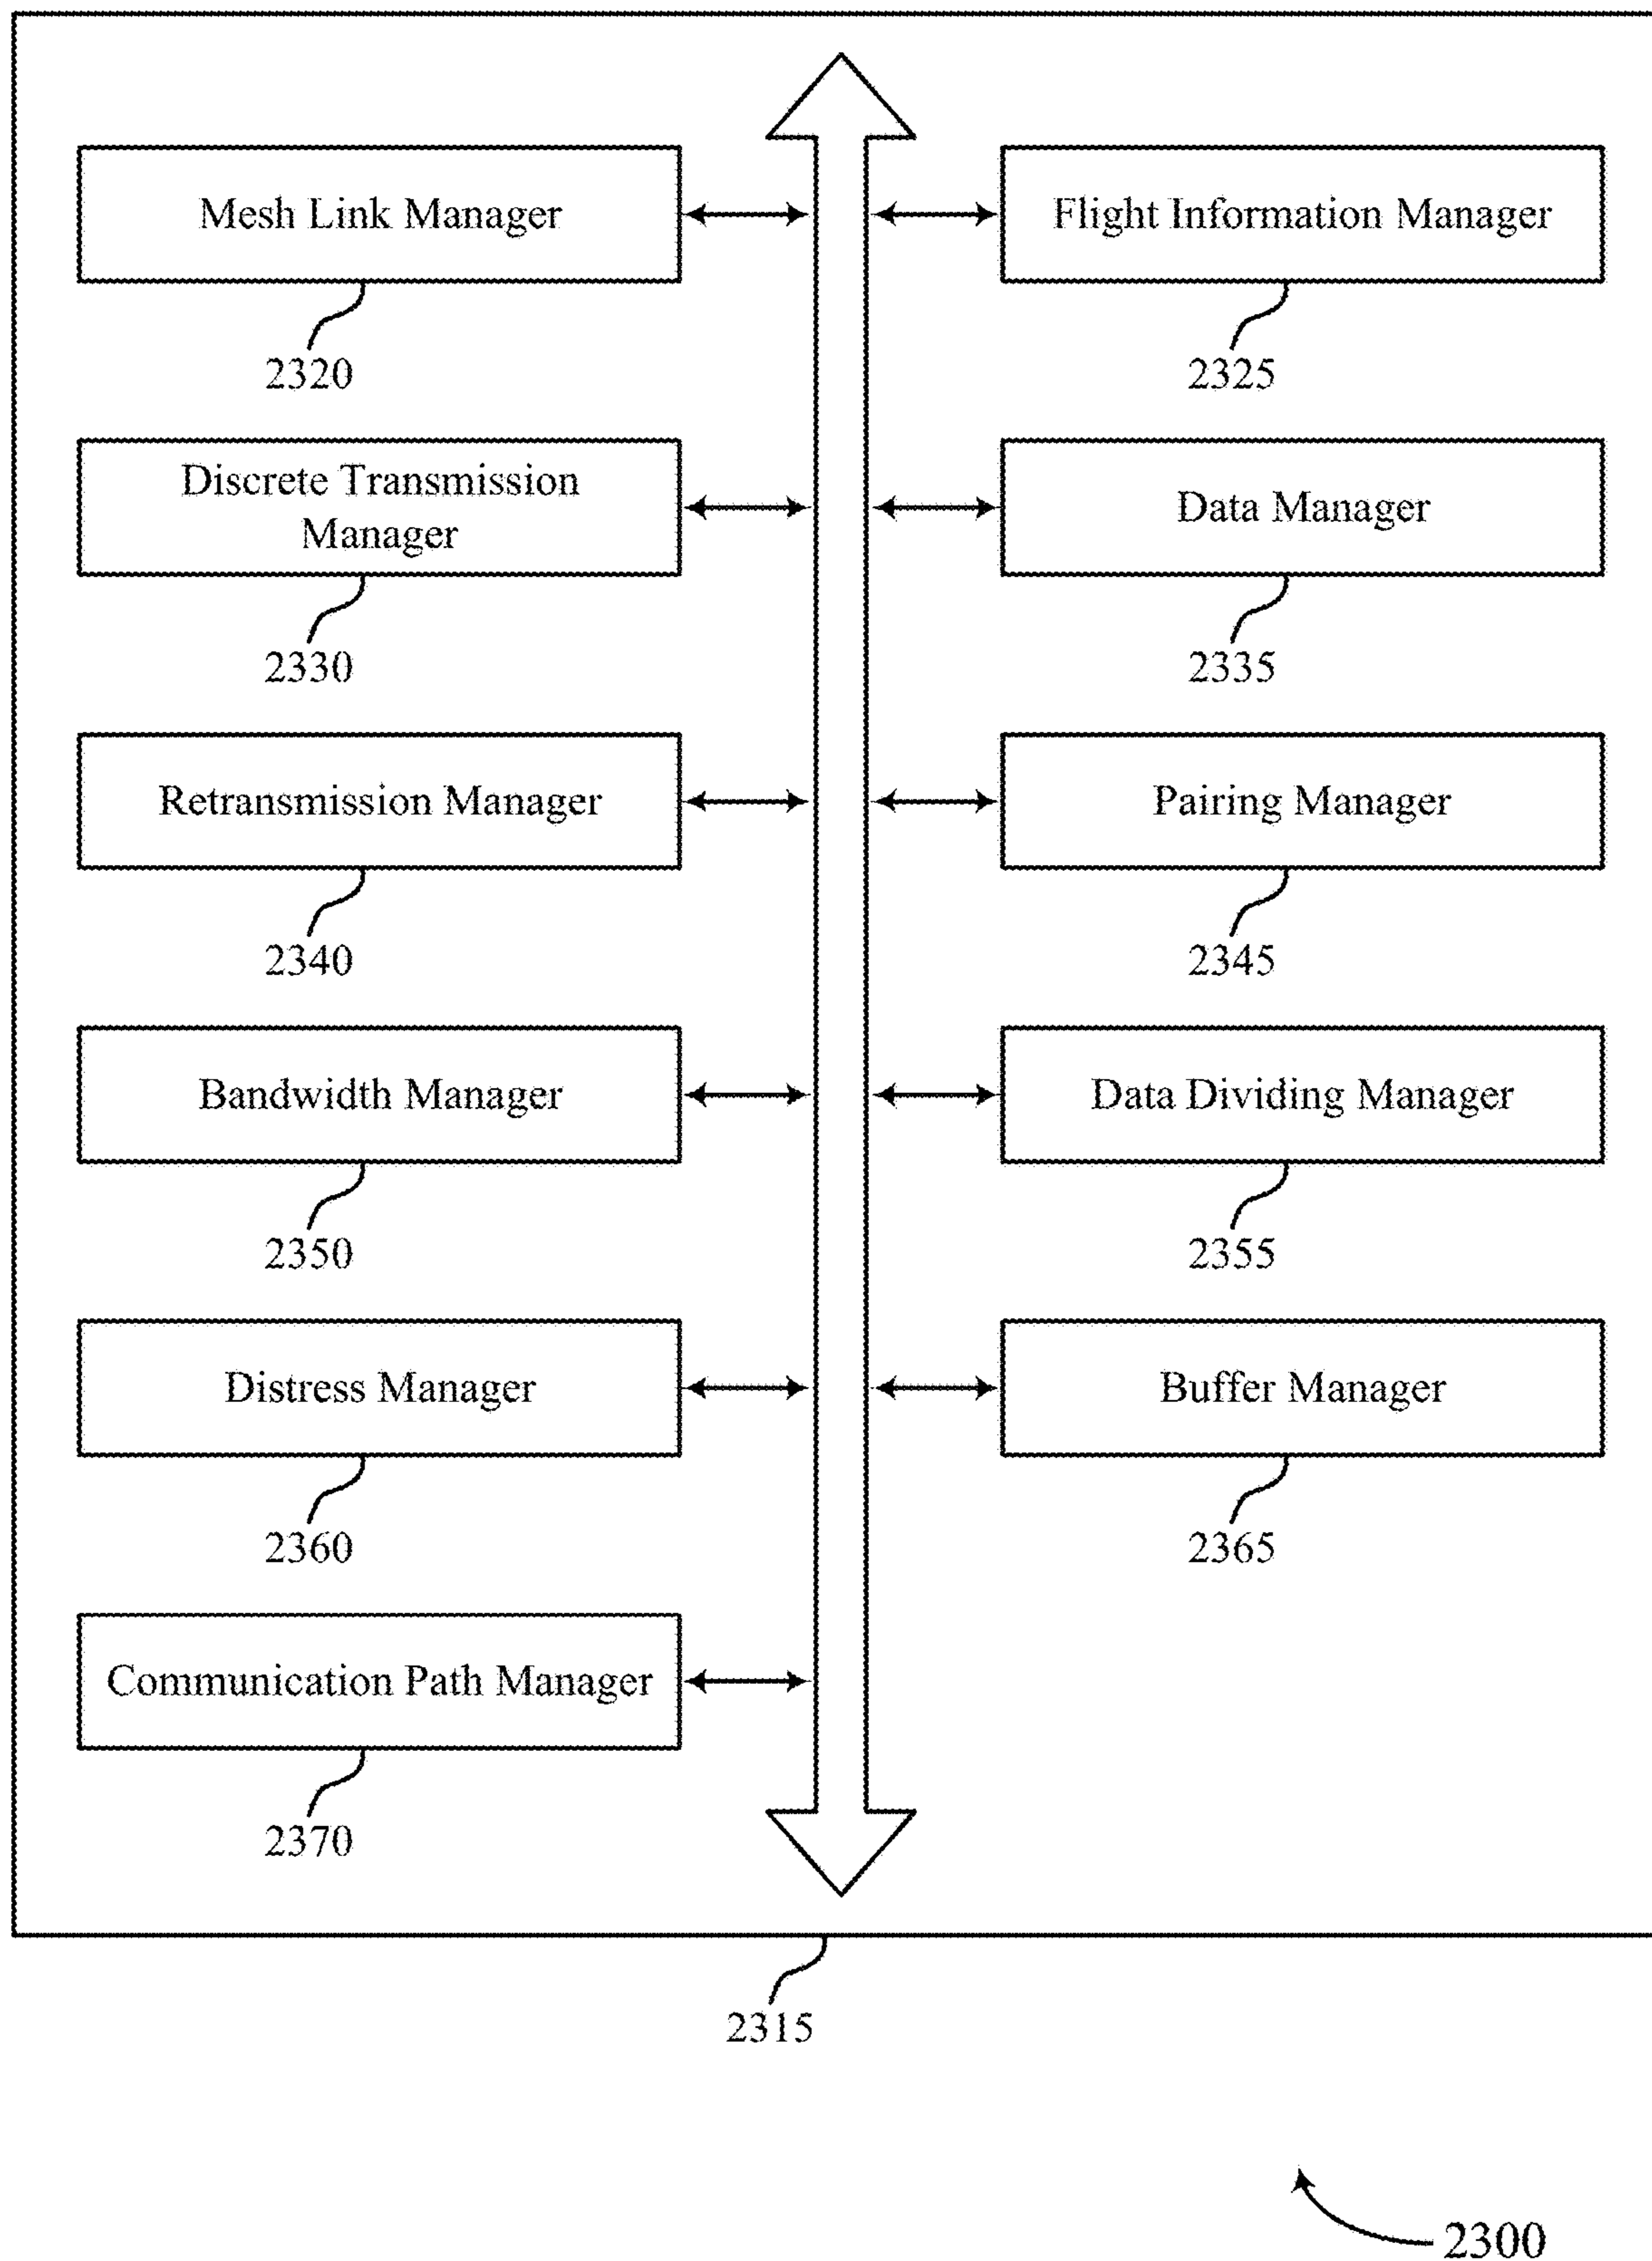 Mesh Link Manager
2320
Flight Information Manager
2325
Discrete Transmission
Manager
2330
Data Manager
2335
Retransmission Manager
2340
Pairing Manager
2345
Bandwidth Manager
2350
Data Dividing Manager
2355
Distress Manager
2360
Buffer Manager
2365
Communication Path Manager
2370
2315
2300